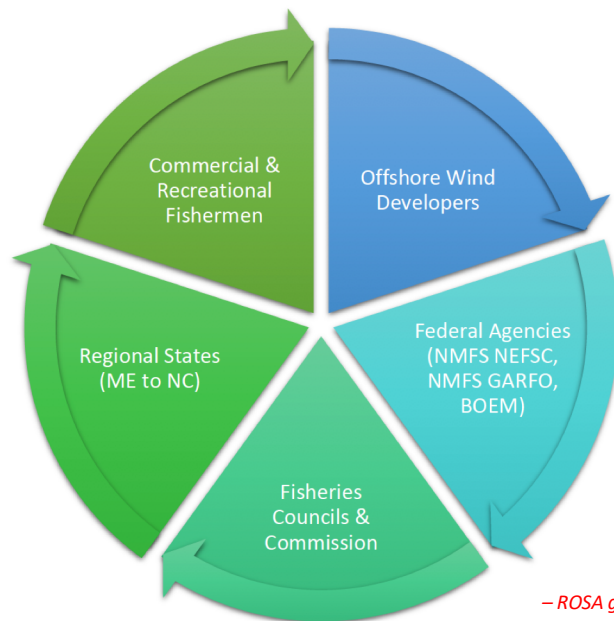 Commercial &
Recreational
Fishermen
Offshore Wind
Developers
Federal Agencies
(NMFS NEFSC,
NMFS GARFO,
BOEM)
Fisheries
Councils &
Commission
Regional States
(ME to NC)
– ROSA